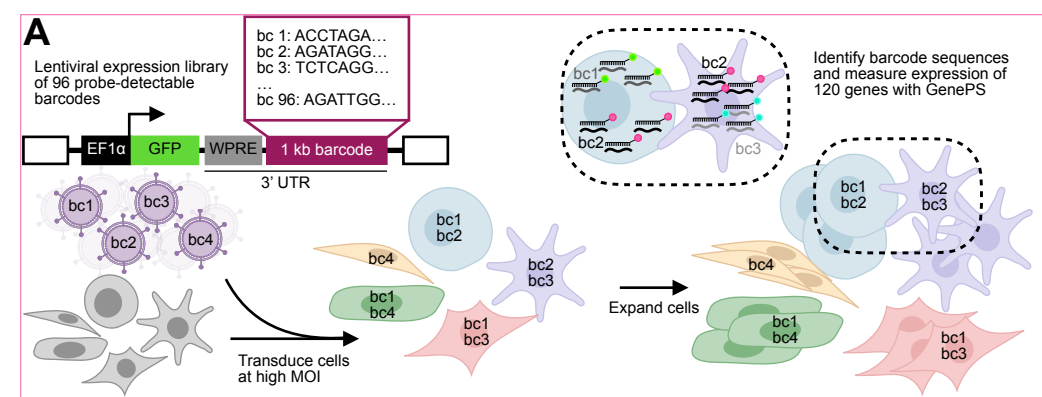 A
Lentiviral expression library
of 96 probe-detectable
barcodes
bc 1: ACCTAGA…
bc 2: AGATAGG…
bc 3: TCTCAGG…
…
bc 96: AGATTGG…
EF1α
GFP
WPRE
1 kb barcode
3’ UTR
bc1
bc3
bc2
bc4
Transduce cells
at high MOI
bc1
bc2
bc4
bc2
bc3
bc1
bc4
bc1
bc3
Expand cells
bc1
bc2
bc2
bc3
Identify barcode sequences
and measure expression of
120 genes with GenePS
bc1
bc2
bc2
bc3
bc4
bc1
bc4
bc1
bc3